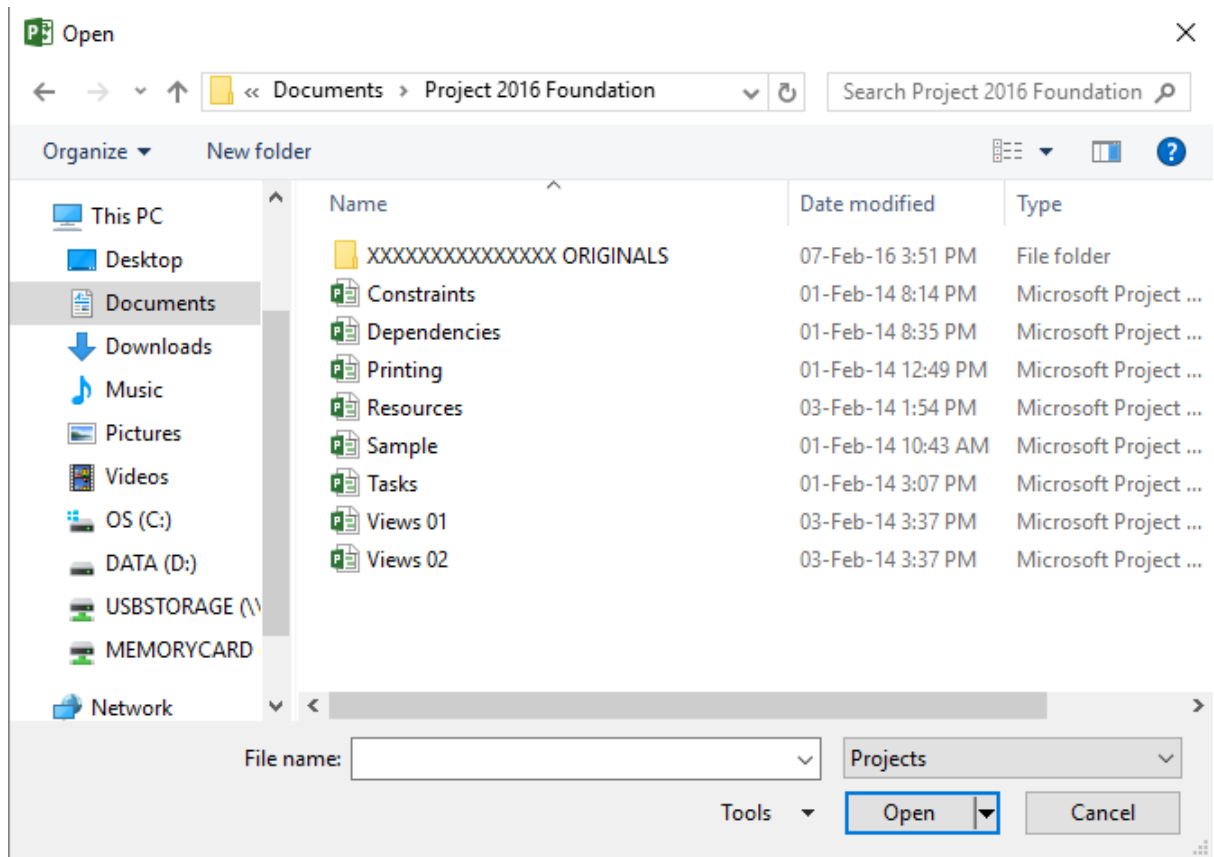 Open
« Documents › Project 2016 Foundation
Search Project 2016 Foundation
Organize
New folder
Name
Date modified
Type
This PC
Desktop
Documents
Downloads
Music
Pictures
Videos
OS (C:)
DATA (D:)
USBSTORAGE (\\
MEMORYCARD
Network
XXXXXXXXXXXXXXX ORIGINALS 07-Feb-16 3:51 PM File folder
Constraints 01-Feb-14 8:14 PM Microsoft Project ...
Dependencies 01-Feb-14 8:35 PM Microsoft Project ...
Printing 01-Feb-14 12:49 PM Microsoft Project ...
Resources 03-Feb-14 1:54 PM Microsoft Project ...
Sample 01-Feb-14 10:43 AM Microsoft Project ...
Tasks 01-Feb-14 3:07 PM Microsoft Project ...
Views 01 03-Feb-14 3:37 PM Microsoft Project ...
Views 02 03-Feb-14 3:37 PM Microsoft Project ...
File name:
Projects
Tools
Open
Cancel